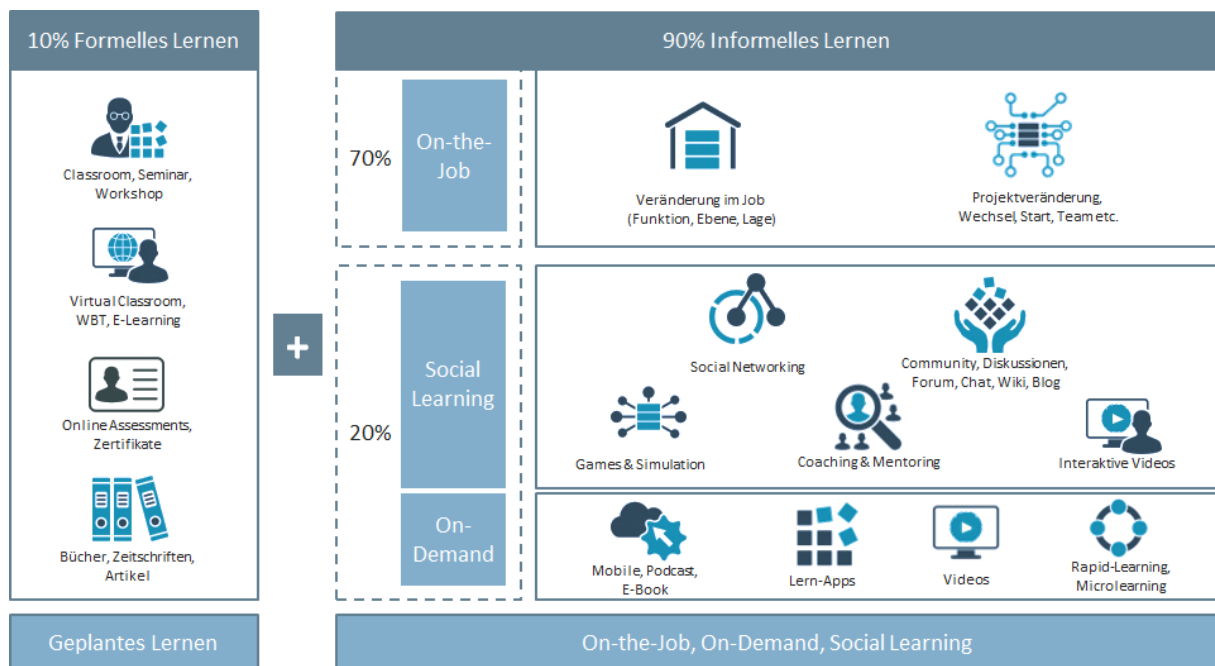 10% Formelles Lernen
Classroom, Seminar,
Workshop
Virtual Classroom,
WBT, E-Learning
Online Assessments,
Zertifikate
Bücher, Zeitschriften,
Artikel
Geplantes Lernen
+
90% Informelles Lernen
70%
On-the-
Job
Veränderung im Job
(Funktion, Ebene, Lage)
Projektveränderung,
Wechsel, Start, Team etc.
20%
Social
Learning
Social Networking
Community, Diskussionen,
Forum, Chat, Wiki, Blog
Games & Simulation
Coaching & Mentoring
Interaktive Videos
On-
Demand
Mobile, Podcast,
E-Book
Lern-Apps
Videos
Rapid-Learning,
Microlearning
On-the-Job, On-Demand, Social Learning